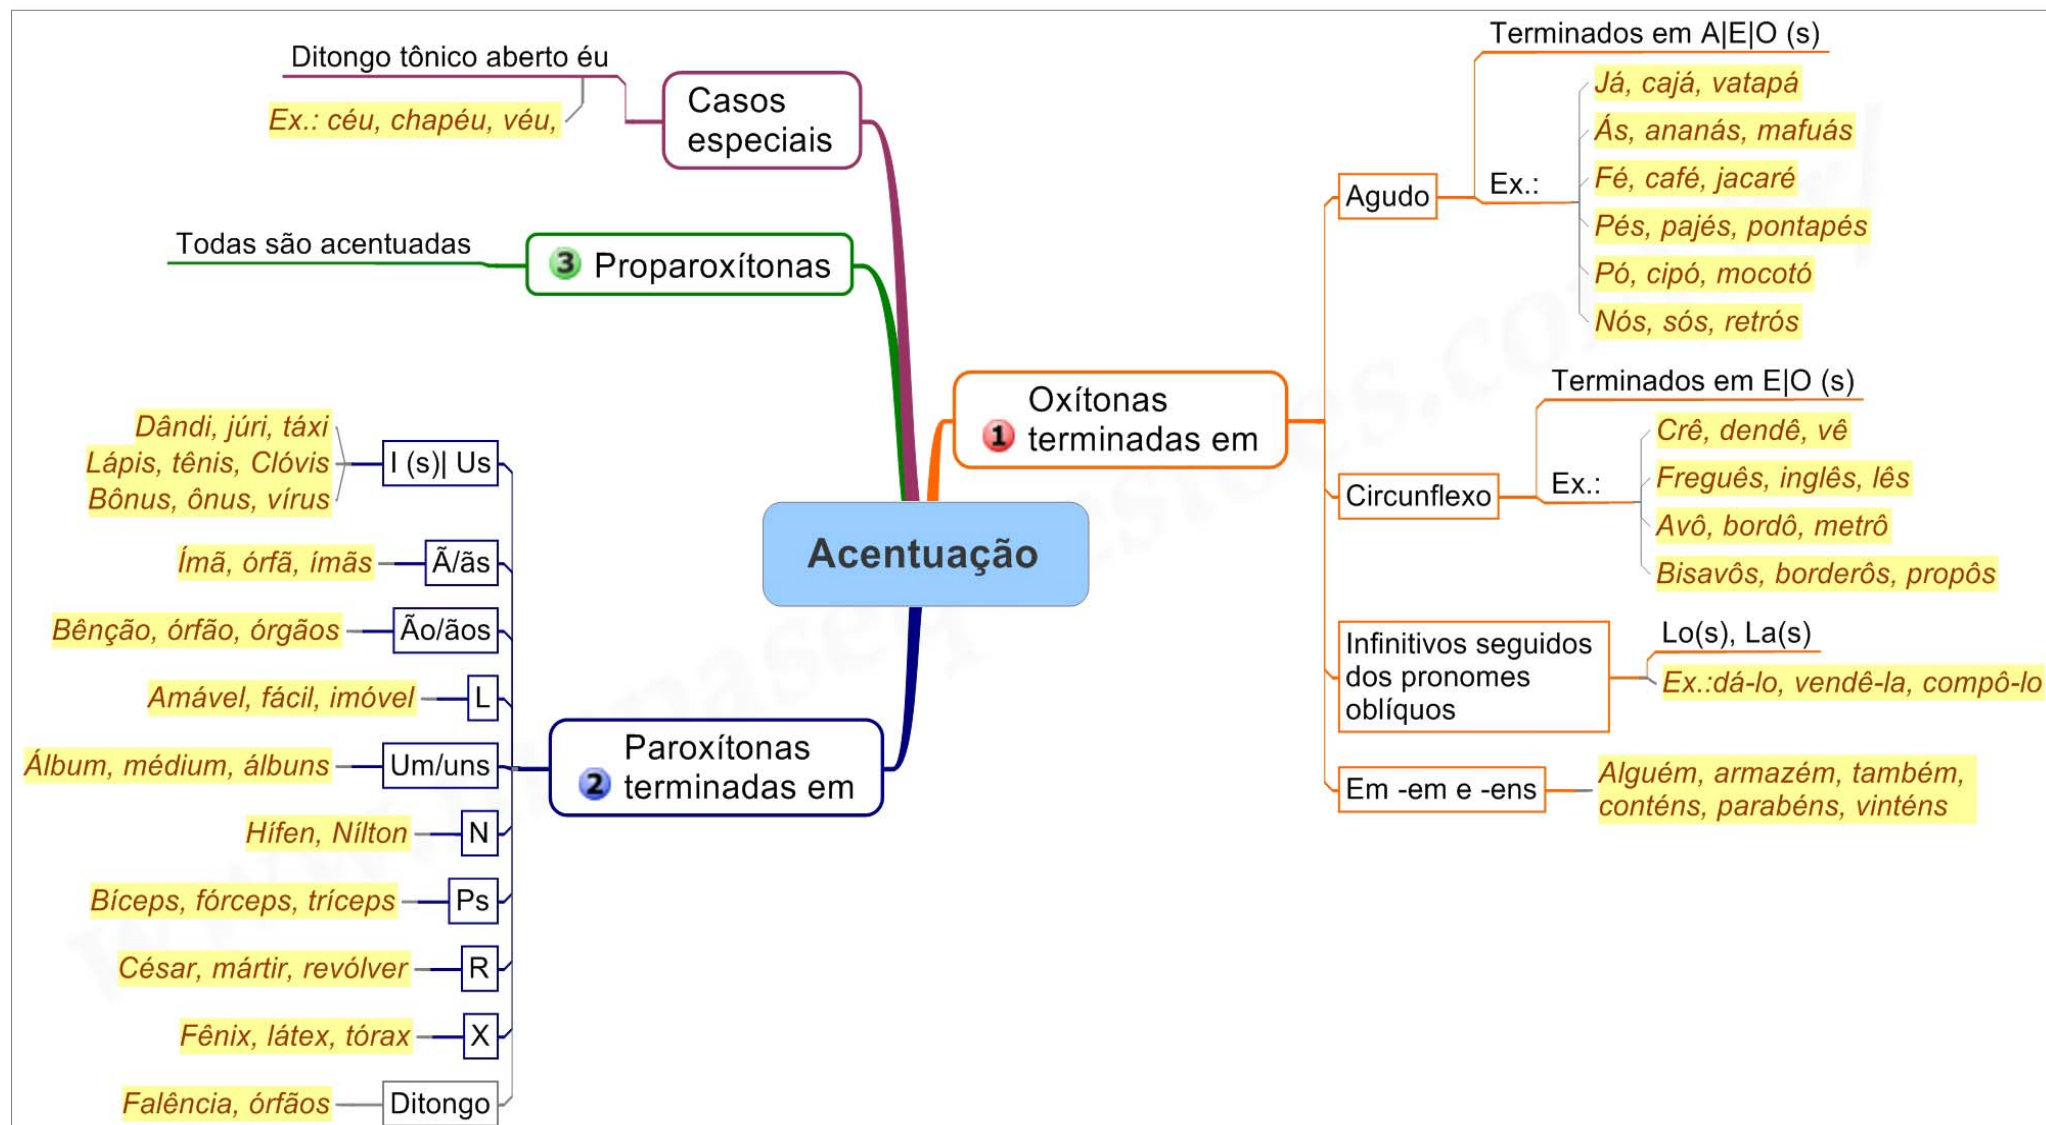 Acentuação
1
Oxítonas
terminadas em
Agudo
Terminados em A|E|O (s)
Ex.:
Já, cajá, vatapá
Ás, ananás, mafuás
Fé, café, jacaré
Pés, pajés, pontapés
Pó, cipó, mocotó
Nós, sós, retrós
Circunflexo
Terminados em E|O (s)
Ex.:
Crê, dendê, vê
Freguês, inglês, lês
Avô, bordô, metrô
Bisavôs, borderôs, propôs
Infinitivos seguidos
dos pronomes
oblíquos
Lo(s), La(s)
Ex.:dá-lo, vendê-la, compô-lo
Em -em e -ens
Alguém, armazém, também,
conténs, parabéns, vinténs
2
Paroxítonas
terminadas em
I (s)| Us
Dândi, júri, táxi
Lápis, tênis, Clóvis
Bônus, ônus, vírus
Ã/ãs
Ímã, órfã, ímãs
Ão/ãos
Bênção, órfão, órgãos
L
Amável, fácil, imóvel
Um/uns
Álbum, médium, álbuns
N
Hífen, Nílton
Ps
Bíceps, fórceps, tríceps
R
César, mártir, revólver
X
Fênix, látex, tórax
Ditongo
Falência, órfãos
3 Proparoxítonas
Todas são acentuadas
Casos
especiais
Ditongo tônico aberto éu
Ex.: céu, chapéu, véu,